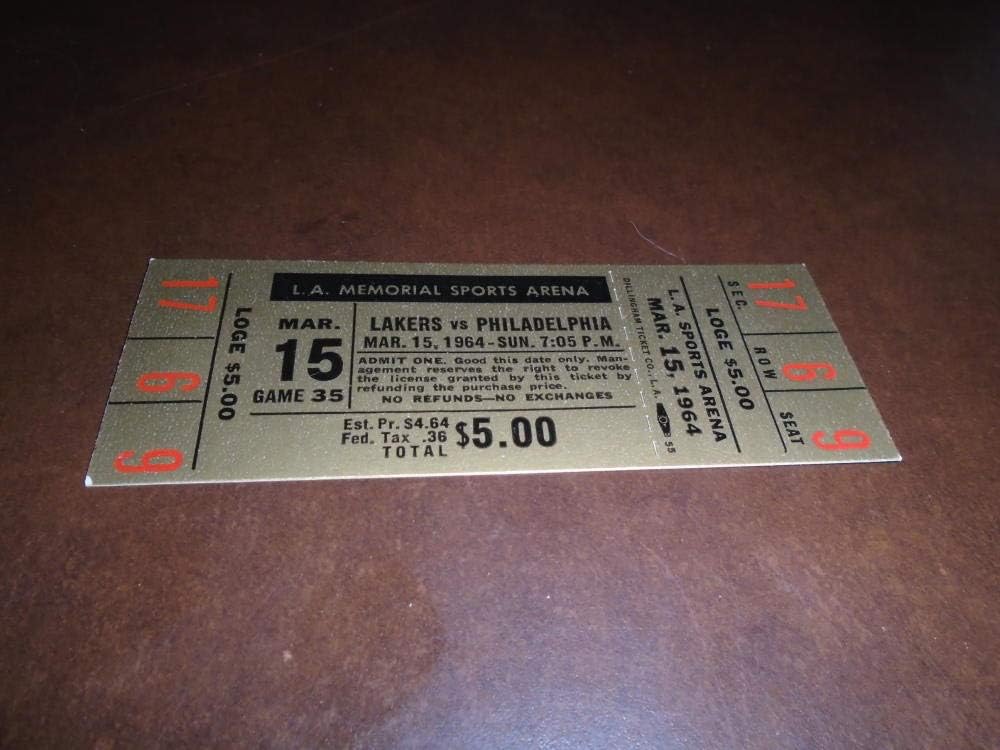 17
6
9
LOGE $5.00
L.A. MEMORIAL SPORTS ARENA
MAR.
15
GAME 35
LAKERS vs PHILADELPHIA
MAR. 15, 1964-SUN. 7:05 P.M.
ADMIT ONE. Good this date only. Man-
agement reserves the right to revoke
the license granted by this ticket by
refunding the purchase price.
NO REFUNDS—NO EXCHANGES
Est. Pr. $4.64
Fed. Tax .36
TOTAL
$5.00
DILLINGHAM TICKET CO., L.A.
B 55
L.A. SPORTS ARENA
MAR. 15, 1964
LOGE $5.00
SEC.
17
ROW
6
SEAT
9